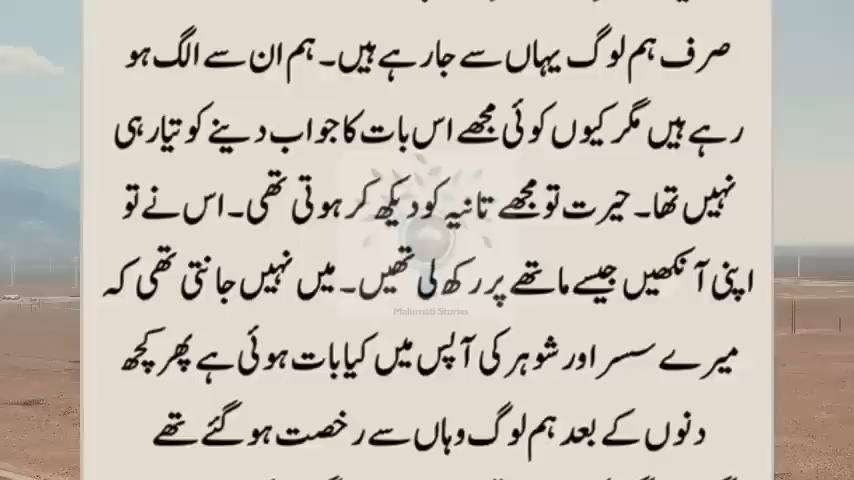 صرف ہم لوگ یہاں سے جارہے ہیں۔ ہم ان سے الگ ہو
رہے ہیں مگر کیوں کوئی مجھے اس بات کا جواب دینے کو تیار ہی
نہیں تھا۔ حیرت تو مجھے تانیہ کو دیکھ کر ہوتی تھی۔ اس نے تو
اپنی آنکھیں جیسے ماتھے پر رکھ لی تھیں۔ میں نہیں جانتی تھی کہ
Malumati Stories
میرے سسر اور شوہر کی آپس میں کیا بات ہوئی ہے پھر کچھ
دنوں کے بعد ہم لوگ وہاں سے رخصت ہو گئے تھے